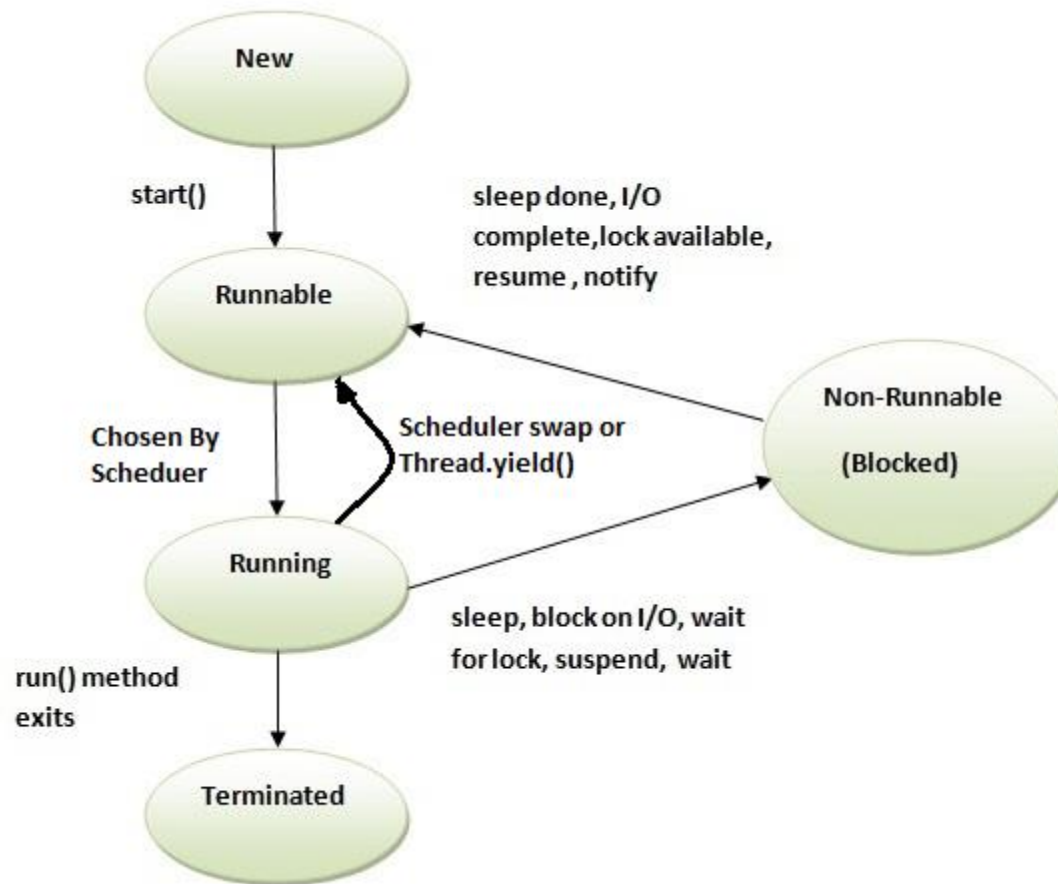 New
start()
sleep done, I/O
complete,lock available,
resume , notify
Runnable
Non-Runnable
(Blocked)
Chosen By
Scheduer
Scheduler swap or
Thread.yield()
Running
sleep, block on I/O, wait
for lock, suspend, wait
run() method
exits
Terminated